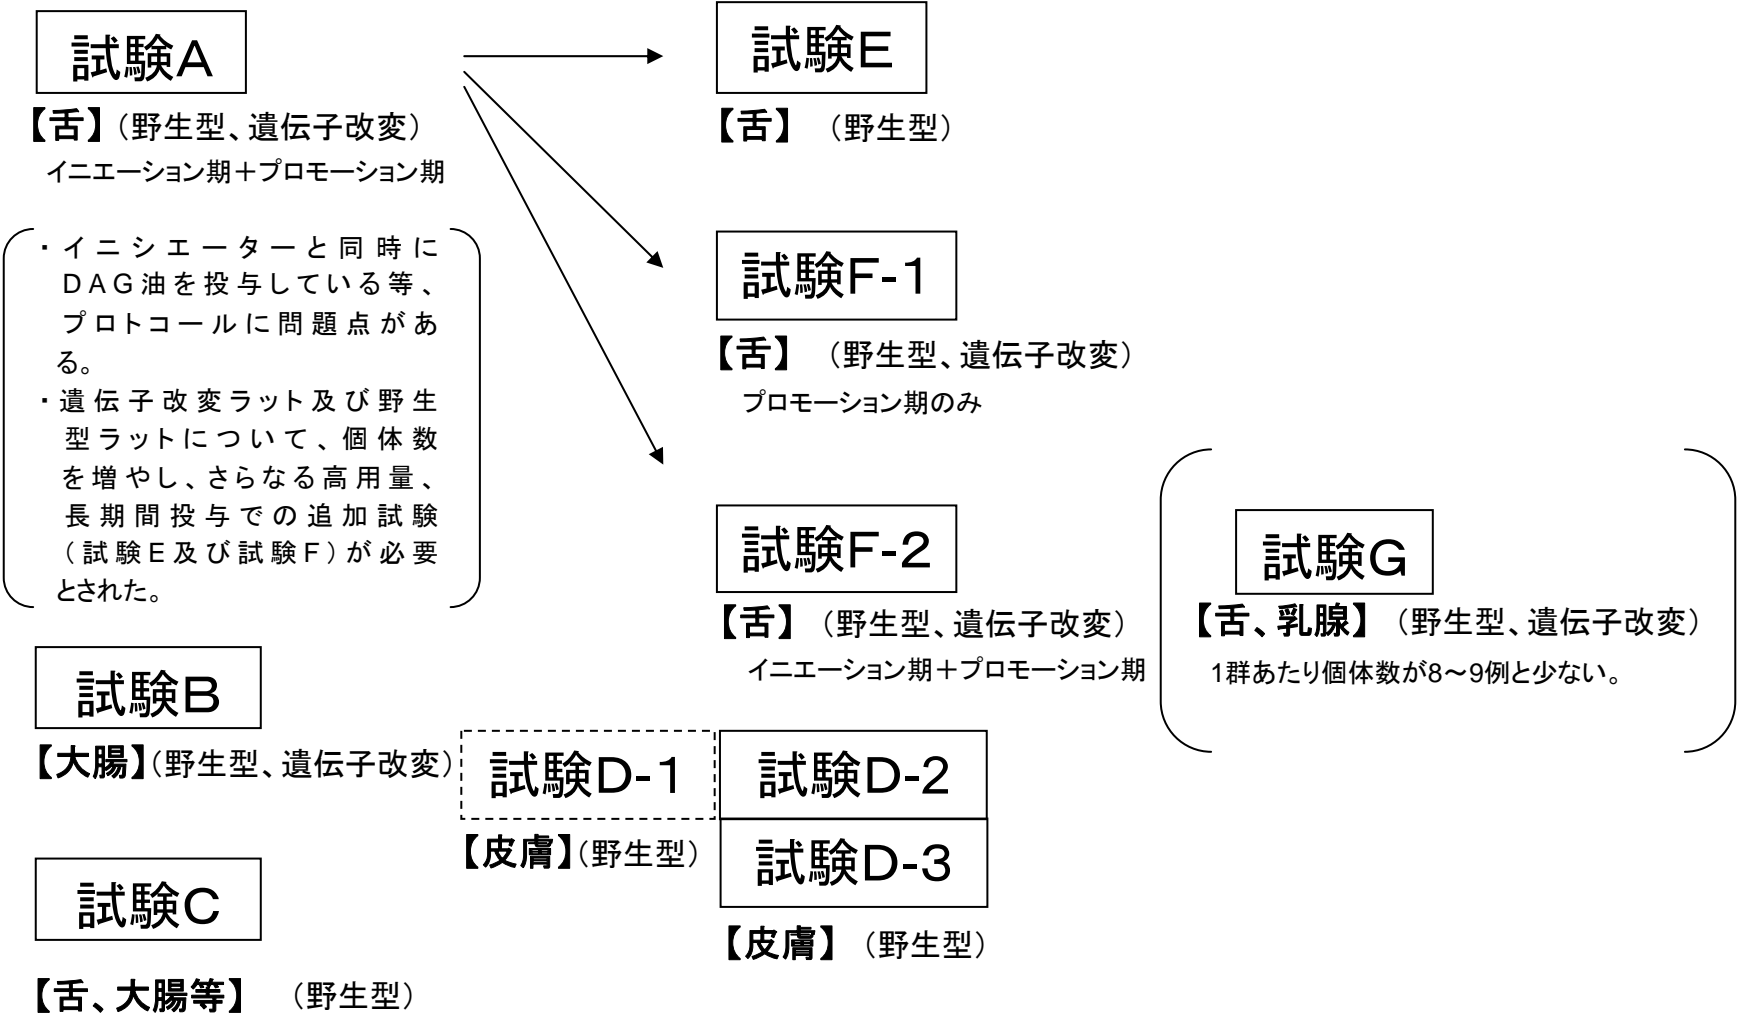 試験A
【舌】（野生型、遺伝子改変）
イニエーション期＋プロモーション期
・イニシエーターと同時に
DAG油を投与している等、
プロトコールに問題点があ
る。
・遺伝子改変ラット及び野生
型ラットについて、個体数
を増やし、さらなる高用量、
長期間投与での追加試験
（試験E及び試験F）が必要
とされた。
試験B
【大腸】（野生型、遺伝子改変）
試験C
【舌、大腸等】　（野生型）
試験E
【舌】　（野生型）
試験F-1
【舌】　（野生型、遺伝子改変）
プロモーション期のみ
試験F-2
【舌】　（野生型、遺伝子改変）
イニエーション期＋プロモーション期
試験D-1
【皮膚】（野生型）
試験D-2
試験D-3
【皮膚】　（野生型）
試験G
【舌、乳腺】　（野生型、遺伝子改変）
1群あたり個体数が8～9例と少ない。